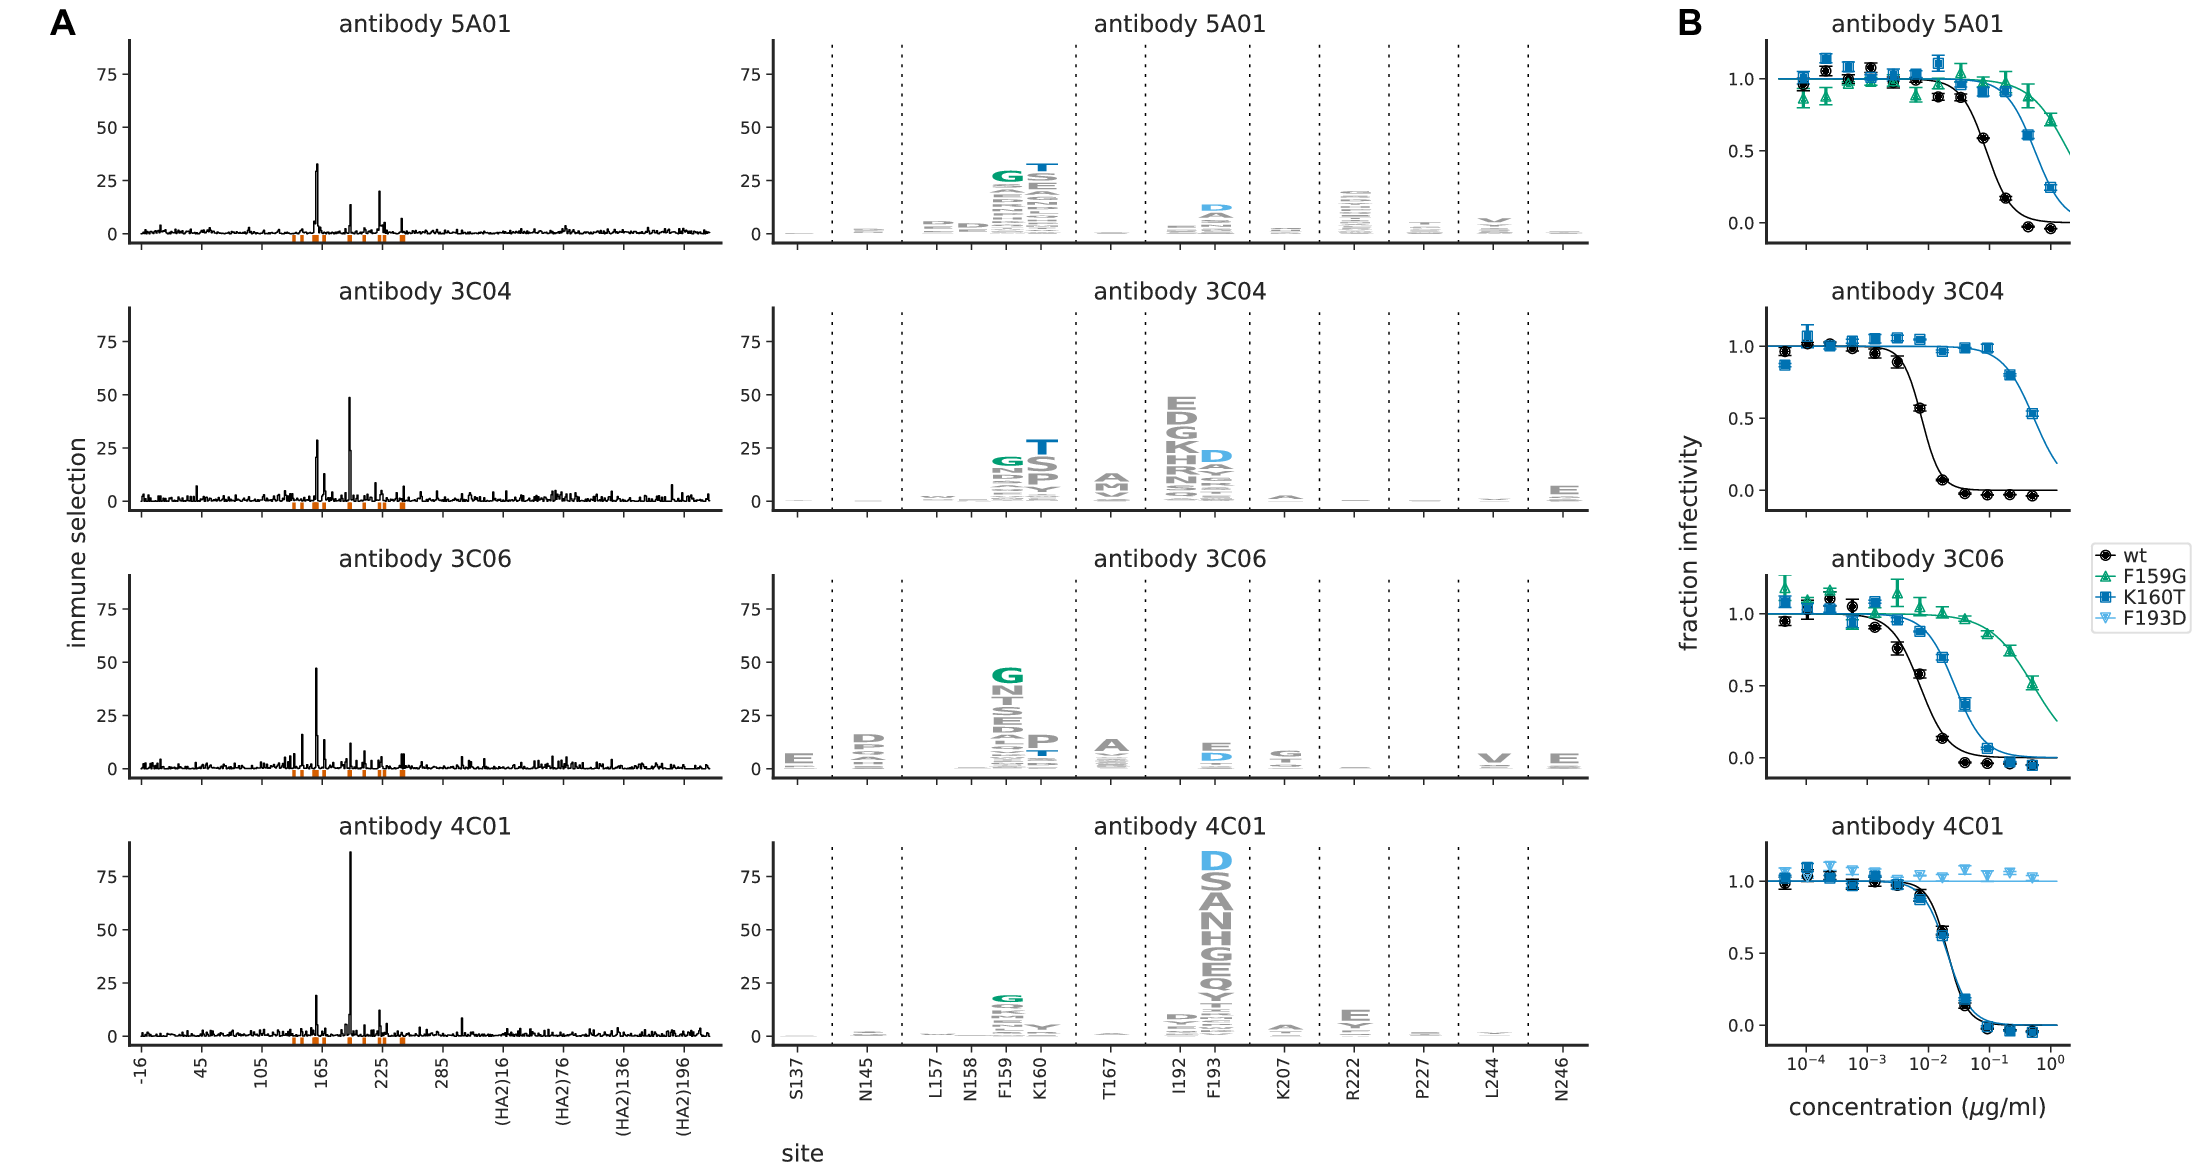 A
B
antibody 5A01
antibody 5A01
antibody 5A01
75
50
25
0
75
50
25
0
G
T
S
E
D
A
V
1.0
0.5
0.0
antibody 3C04
antibody 3C04
antibody 3C04
75
50
25
0
75
50
25
0
G
N
T
S
P
Y
A
M
V
E
D
G
K
H
R
N
S
Q
D
A
A
E
1.0
0.5
0.0
antibody 3C06
antibody 3C06
antibody 3C06
75
50
25
0
75
50
25
0
E
D
P
G
N
T
S
E
D
A
P
T
A
E
D
G
T
V
E
1.0
0.5
0.0
wt
F159G
K160T
F193D
antibody 4C01
antibody 4C01
antibody 4C01
75
50
25
0
75
50
25
0
G
Y
D
D
S
A
N
H
G
E
Q
Y
A
E
Y
1.0
0.5
0.0
-16
45
105
165
225
285
(HA2)16
(HA2)76
(HA2)136
(HA2)196
S137
N145
L157
N158
F159
K160
T167
I192
F193
K207
R222
P227
L244
N246
10⁻⁴
10⁻³
10⁻²
10⁻¹
10⁰
immune selection
site
fraction infectivity
concentration (μg/ml)